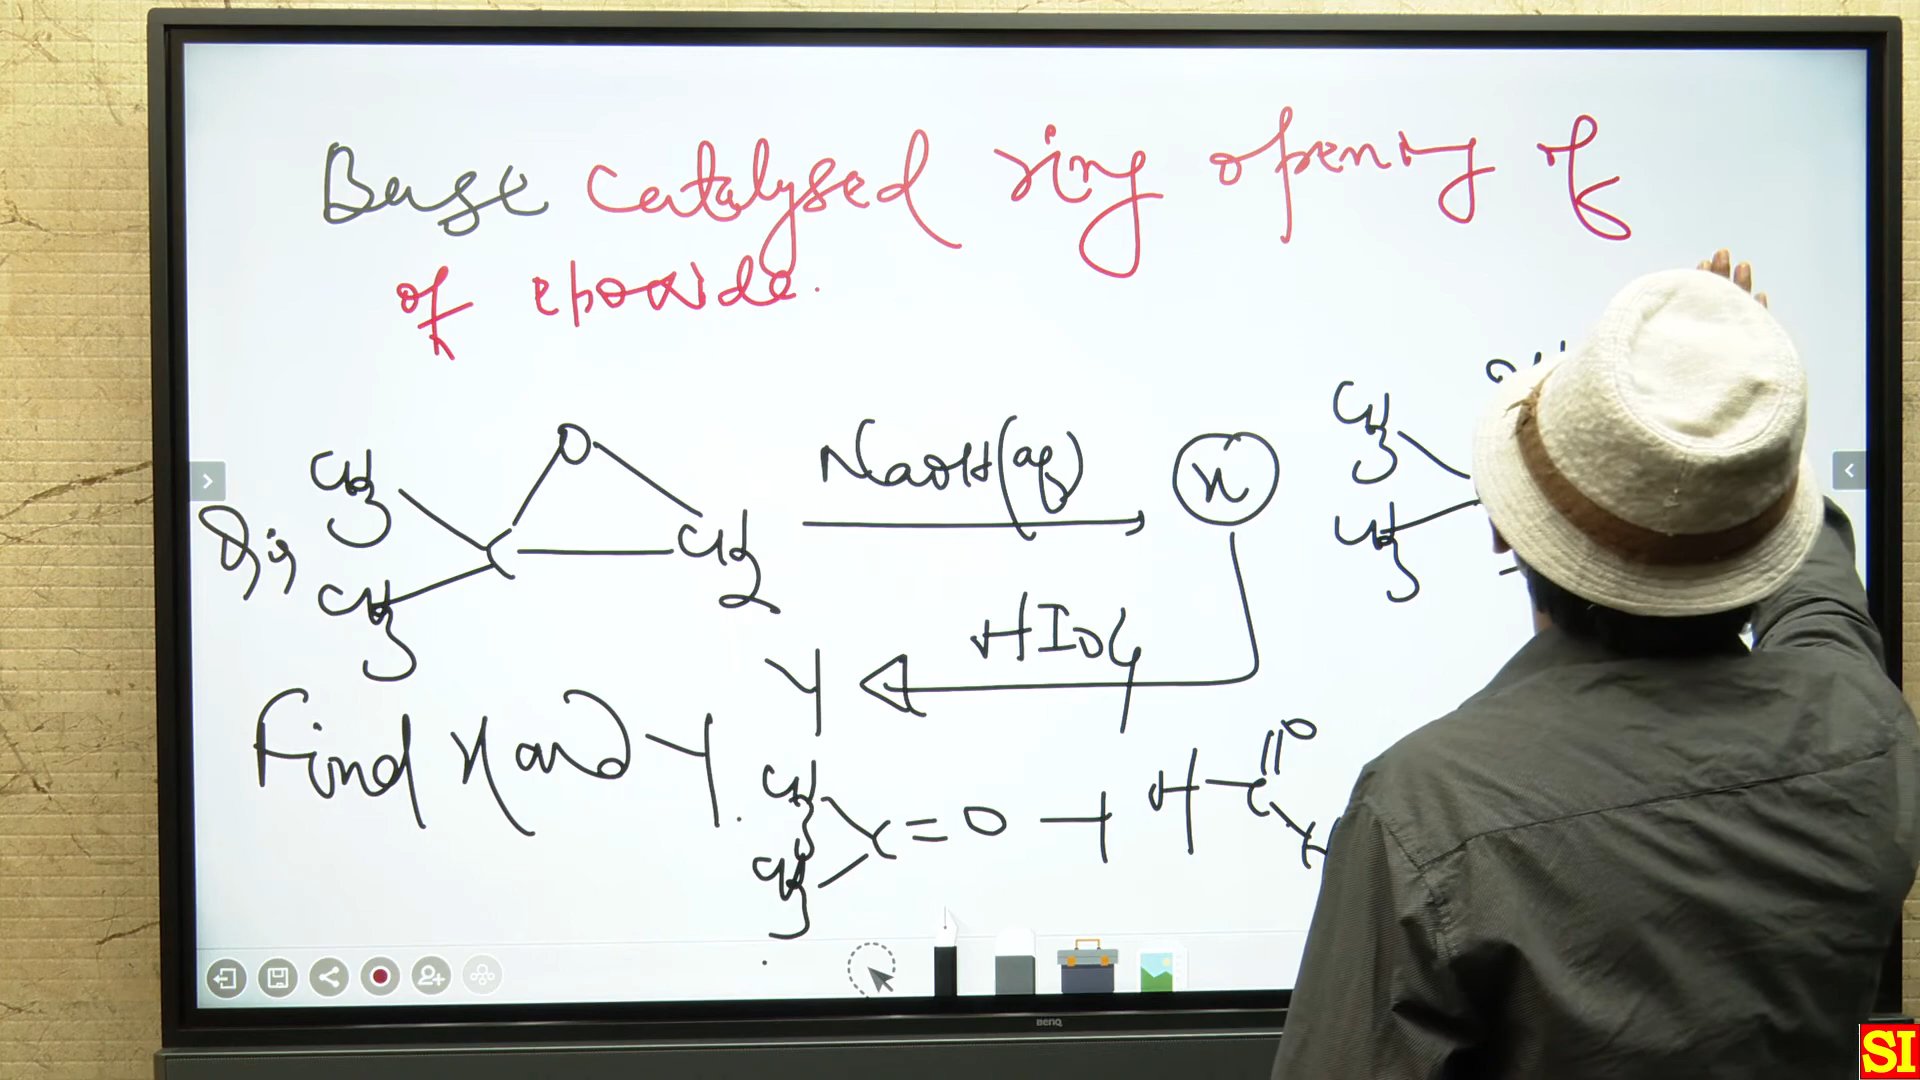 Base catalysed ring opening of
of epoxide.
Q.1,
CH3
CH3
C
O
CH2
NaOH(aq)
x
HIO4
Y
Find x and Y.
CH3
CH3
C=O + H-C
O
H
CH3
CH3
BenQ
SI